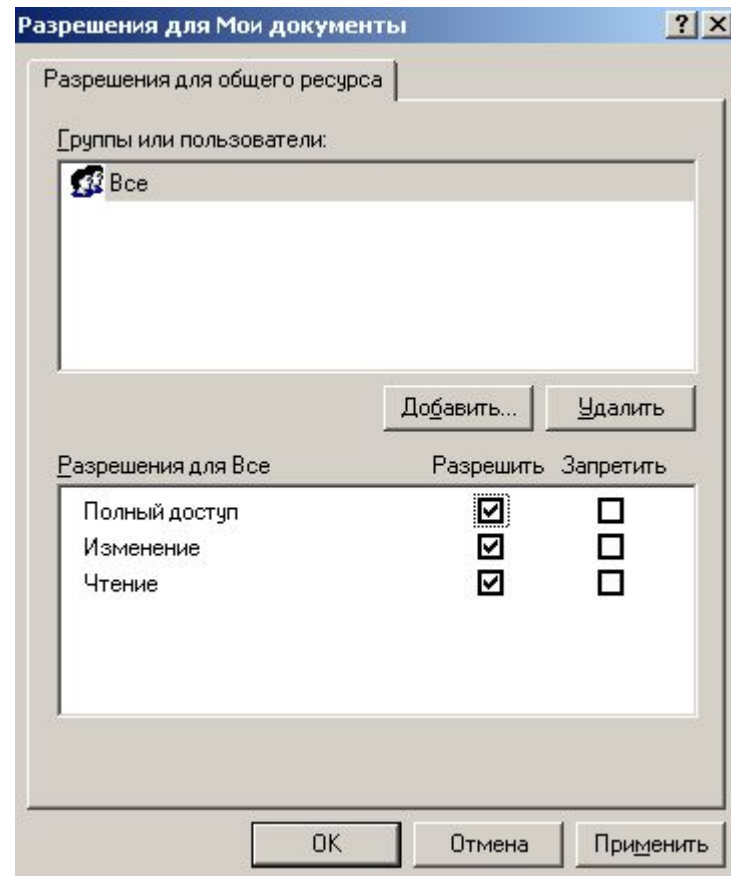 Разрешения для Мои документы
Разрешения для общего ресурса
Группы или пользователи:
Все
Добавить... Удалить
Разрешения для Все Разрешить Запретить
Полный доступ
Изменение
Чтение
OK Отмена Применить